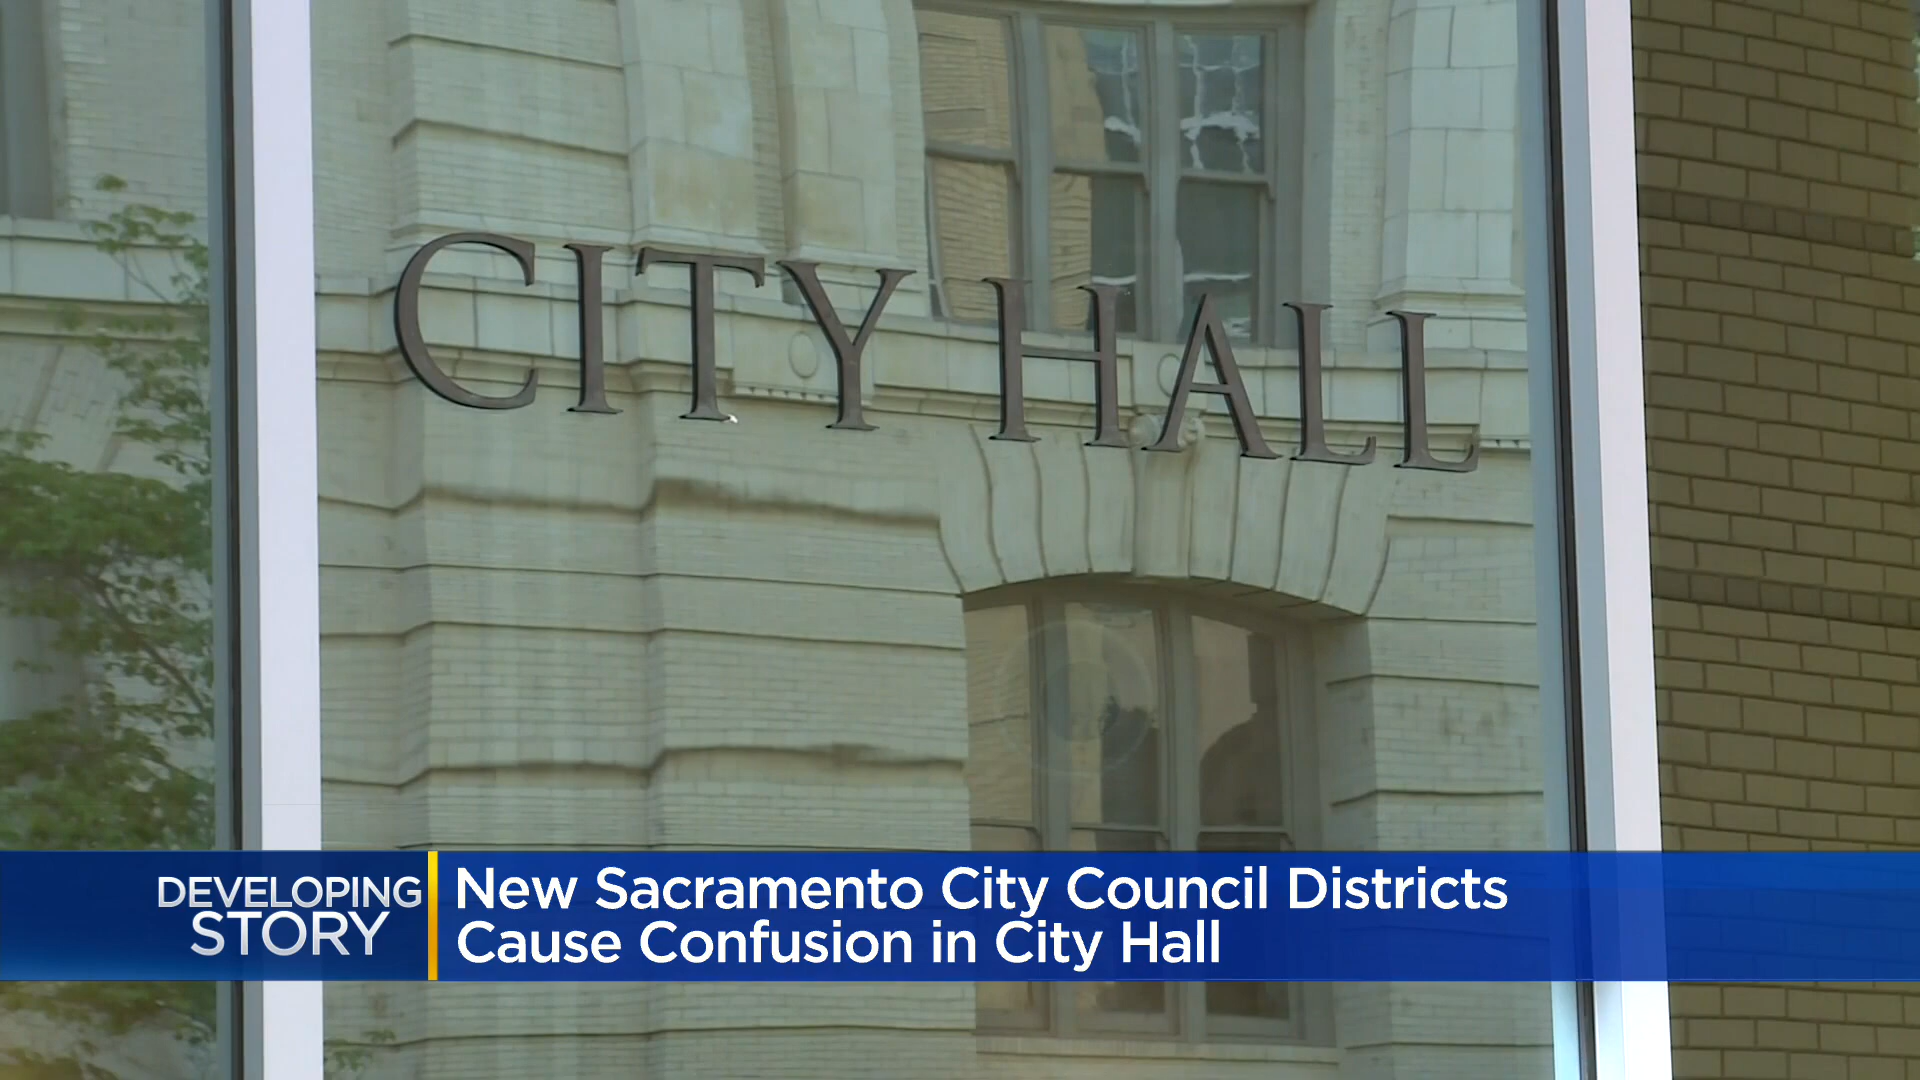 CITY HALL
DEVELOPING
STORY
New Sacramento City Council Districts
Cause Confusion in City Hall